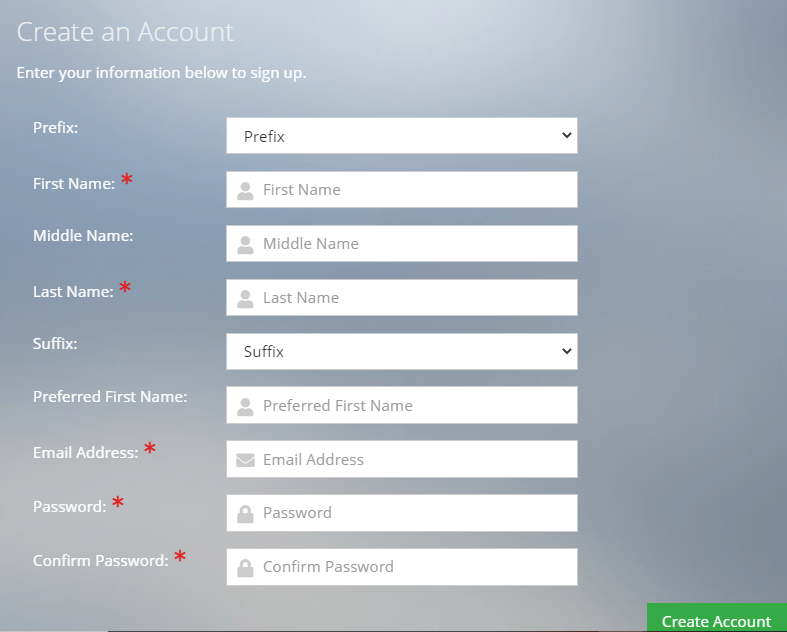 Create an Account
Enter your information below to sign up.
Prefix:
Prefix
First Name: *
First Name
Middle Name:
Middle Name
Last Name: *
Last Name
Suffix:
Suffix
Preferred First Name:
Preferred First Name
Email Address: *
Email Address
Password: *
Password
Confirm Password: *
Confirm Password
Create Account